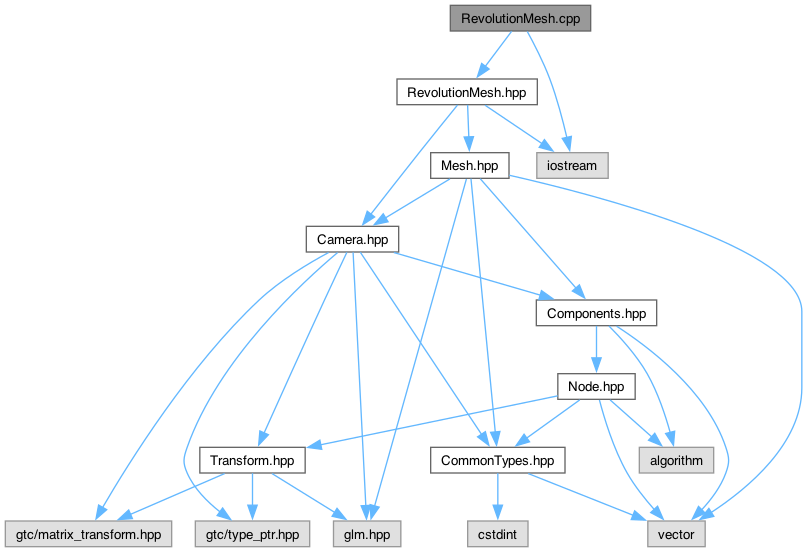 RevolutionMesh.cpp
RevolutionMesh.hpp
Mesh.hpp
iostream
Camera.hpp
Components.hpp
Node.hpp
Transform.hpp
CommonTypes.hpp
algorithm
gtc/matrix_transform.hpp
gtc/type_ptr.hpp
glm.hpp
cstdint
vector